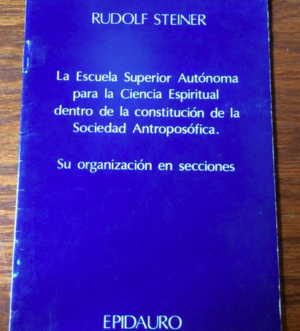 RUDOLF STEINER
La Escuela Superior Autónoma
para la Ciencia Espiritual
dentro de la constitución de la
Sociedad Antroposófica.
Su organización en secciones
EPIDAURO